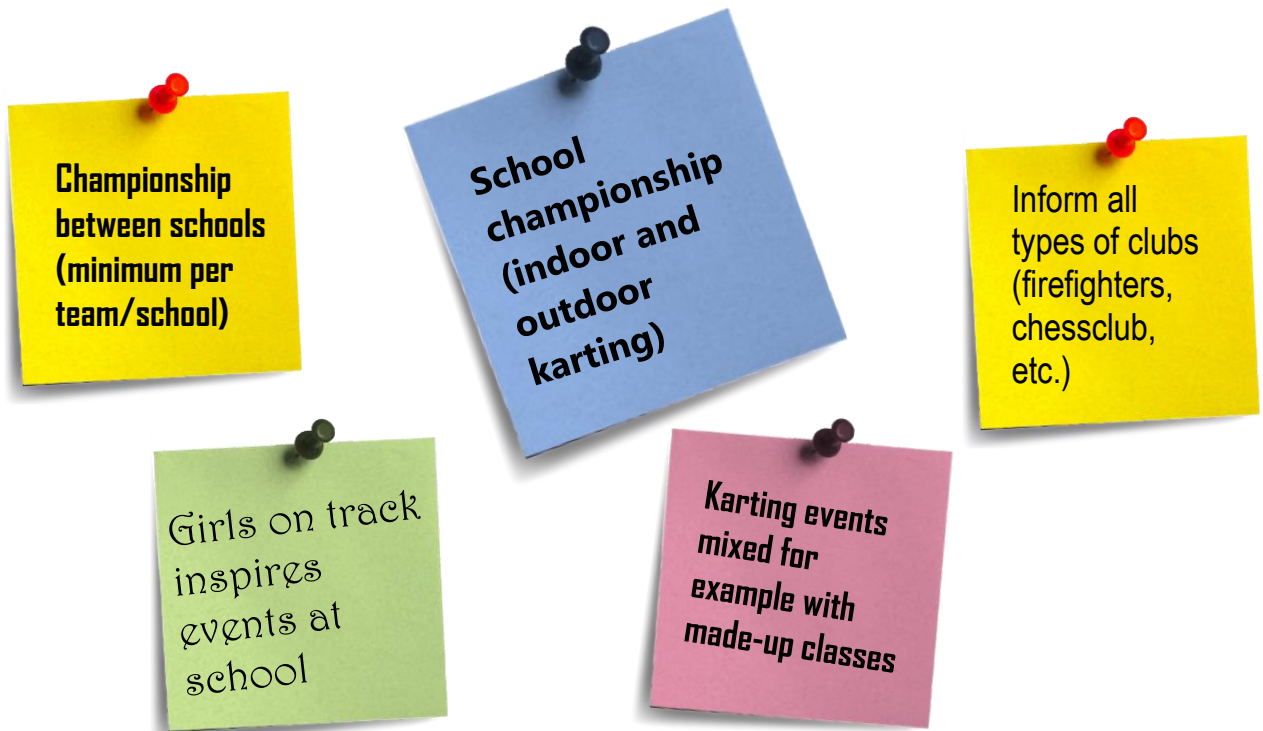 Championship
between schools
(minimum per
team/school)
School
championship
(indoor and
outdoor
karting)
Inform all
types of clubs
(firefighters,
chessclub,
etc.)
Girls on track
inspires
events at
school
Karting events
mixed for
example with
made-up classes